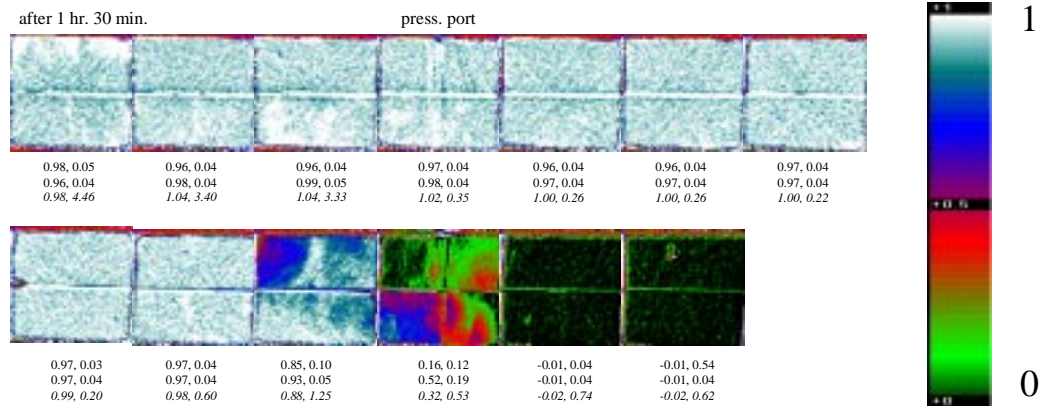 after 1 hr. 30 min. press. port
0.98, 0.05 0.96, 0.04 0.96, 0.04 0.97, 0.04 0.96, 0.04 0.96, 0.04 0.97, 0.04
0.96, 0.04 0.98, 0.04 0.99, 0.05 0.98, 0.04 0.97, 0.04 0.97, 0.04 0.97, 0.04
0.98, 4.46 1.04, 3.40 1.04, 3.33 1.02, 0.35 1.00, 0.26 1.00, 0.26 1.00, 0.22
0.97, 0.03 0.97, 0.04 0.85, 0.10 0.16, 0.12 -0.01, 0.04 -0.01, 0.54
0.97, 0.04 0.97, 0.04 0.93, 0.05 0.52, 0.19 -0.01, 0.04 -0.01, 0.04
0.99, 0.20 0.98, 0.60 0.88, 1.25 0.32, 0.53 -0.02, 0.74 -0.02, 0.62
+1
1
+0.5
+0
0